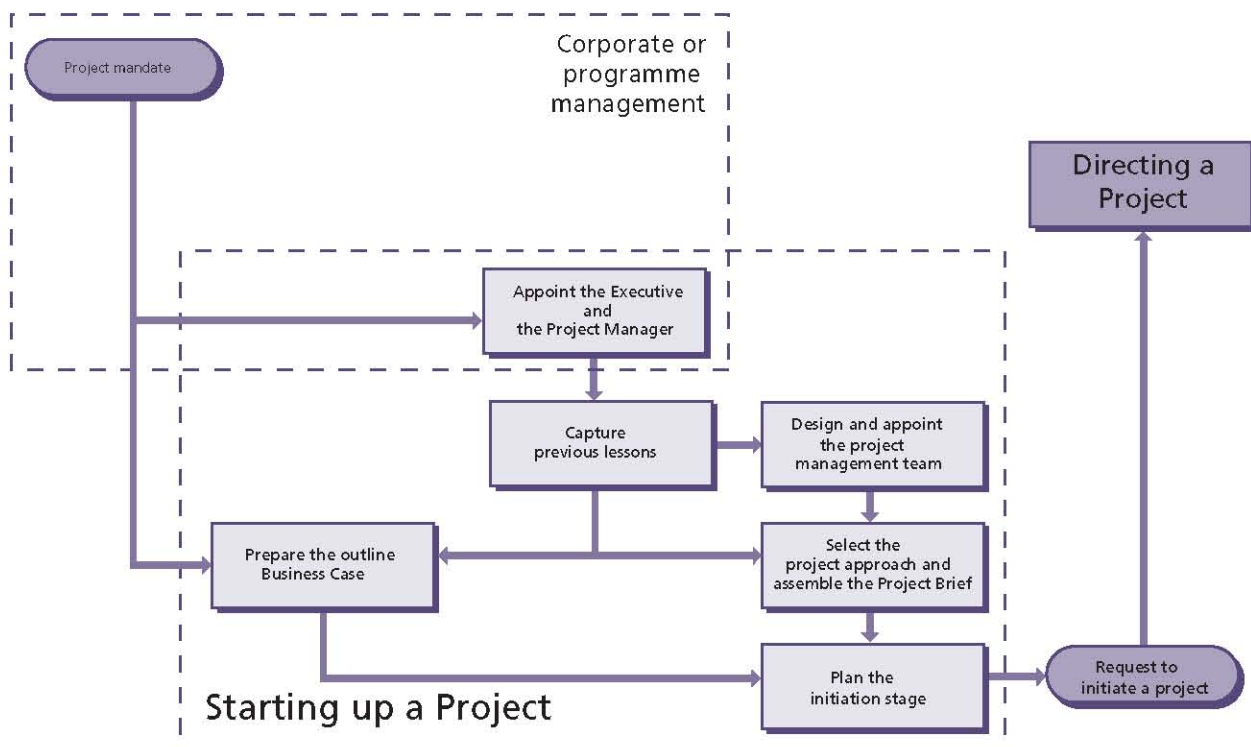 Project mandate
Corporate or
programme
management
Directing a
Project
Appoint the Executive
and
the Project Manager
Capture
previous lessons
Design and appoint
the project
management team
Prepare the outline
Business Case
Select the
project approach and
assemble the Project Brief
Plan the
initiation stage
Request to
initiate a project
Starting up a Project